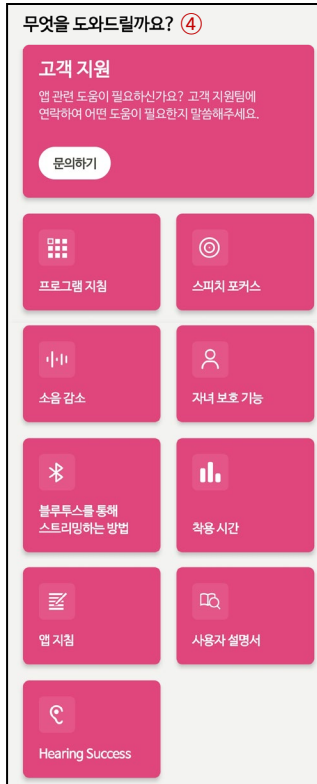 무엇을 도와드릴까요? ④
고객 지원
앱 관련 도움이 필요하신가요? 고객 지원팀에
연락하여 어떤 도움이 필요한지 말씀해주세요.
문의하기
프로그램 지침
스피치 포커스
소음 감소
자녀 보호 기능
블루투스를 통해
스트리밍하는 방법
착용 시간
앱 지침
사용자 설명서
Hearing Success